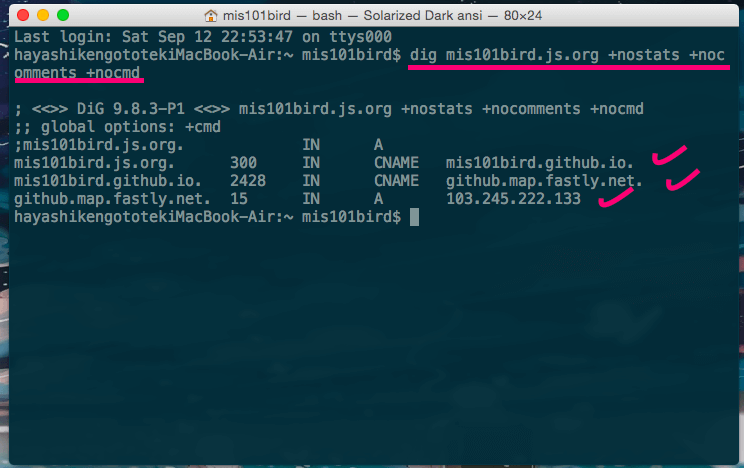 mis101bird — bash — Solarized Dark ansi — 80×24
Last login: Sat Sep 12 22:53:47 on ttys000
hayashikengototekiMacBook-Air:~ mis101bird$ dig mis101bird.js.org +nostats +noc
omments +nocmd
; <<>> DiG 9.8.3-P1 <<>> mis101bird.js.org +nostats +nocomments +nocmd
;; global options: +cmd
;mis101bird.js.org. IN A
mis101bird.js.org. 300 IN CNAME mis101bird.github.io.
mis101bird.github.io. 2428 IN CNAME github.map.fastly.net.
github.map.fastly.net. 15 IN A 103.245.222.133
hayashikengototekiMacBook-Air:~ mis101bird$